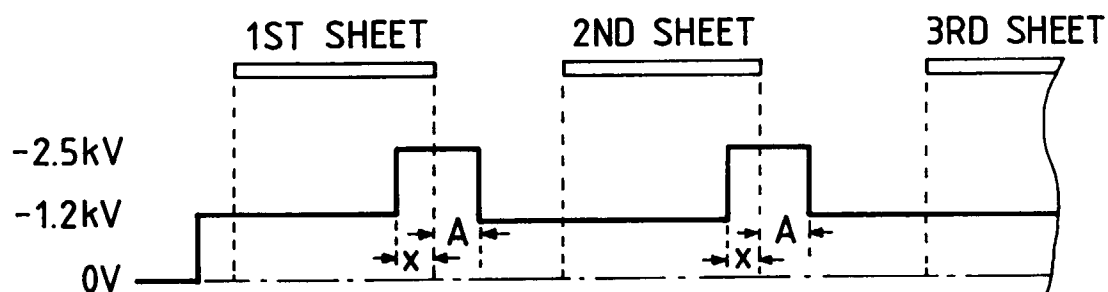 1ST SHEET 2ND SHEET 3RD SHEET
-2.5kV
-1.2kV
A A
x x
0V